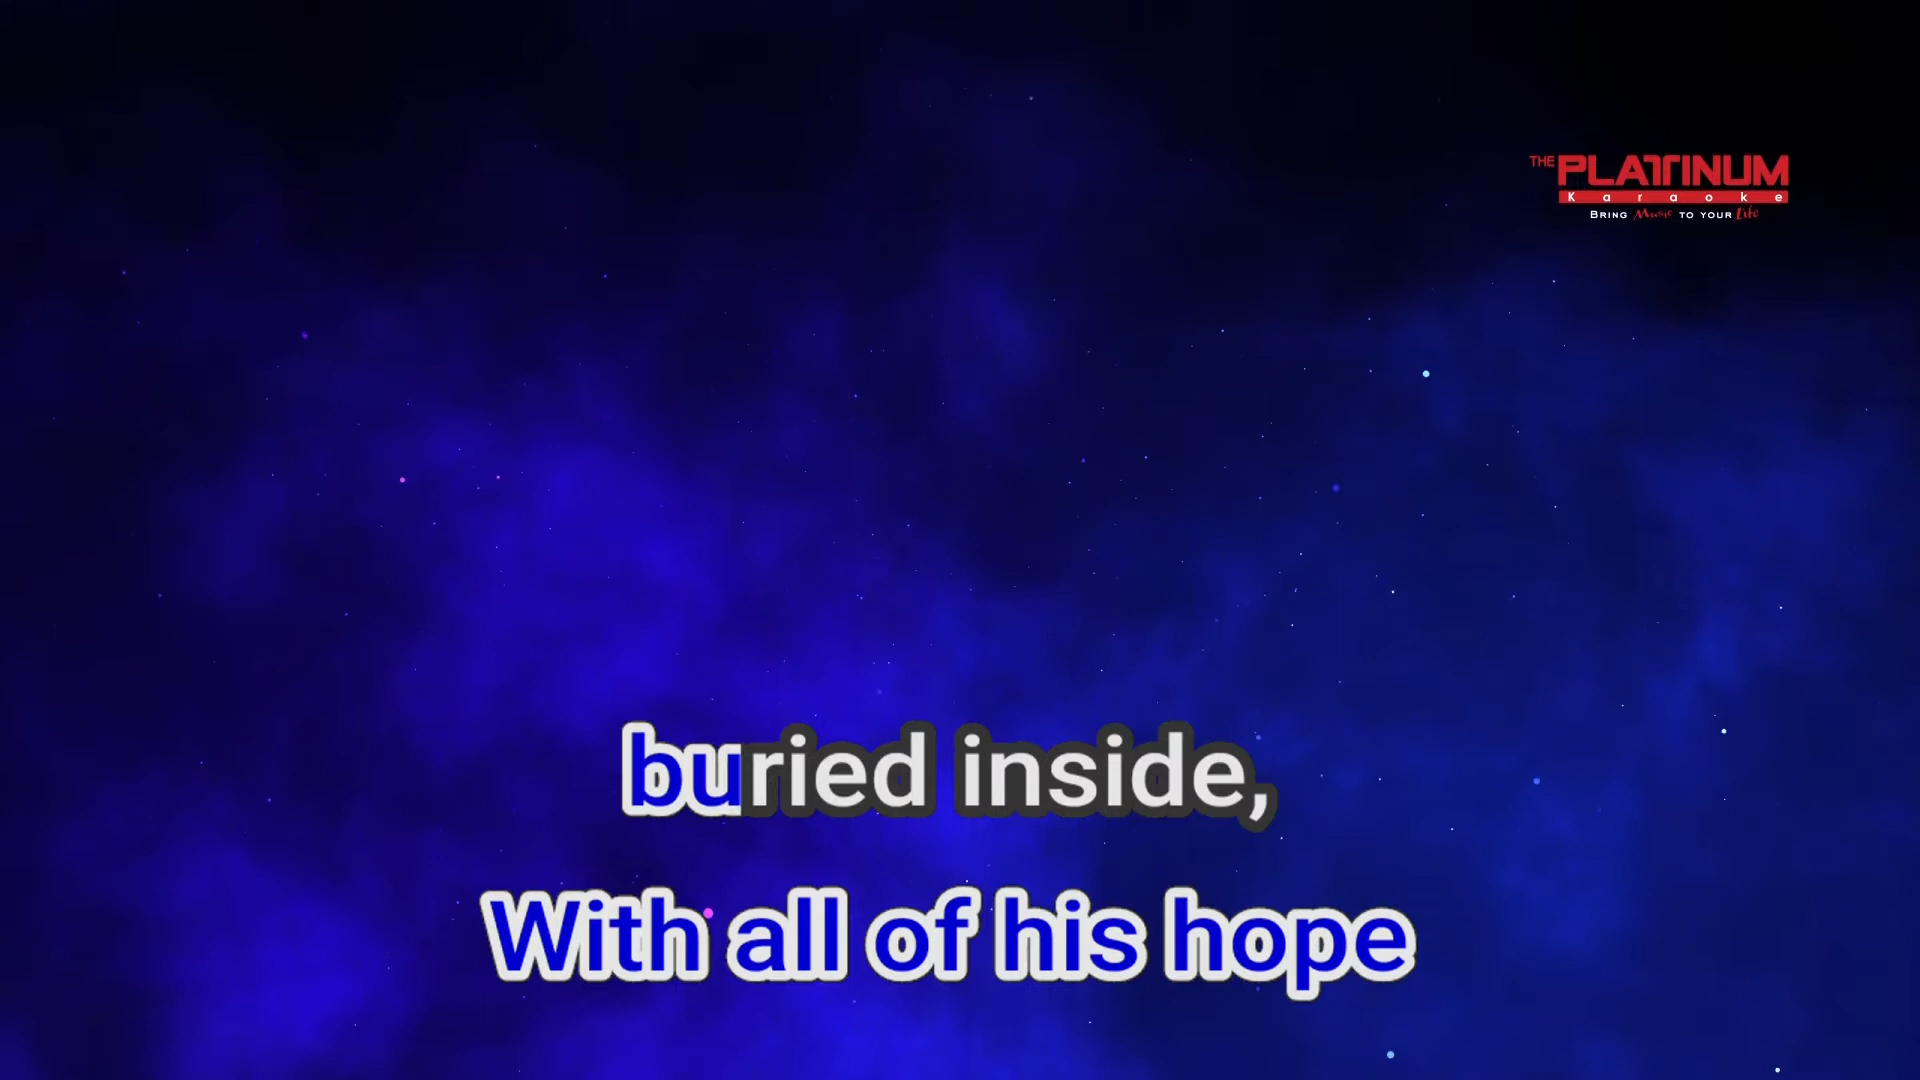 THE PLATINUM
Karaoke
BRING Music TO YOUR Life
buried inside,
With all of his hope